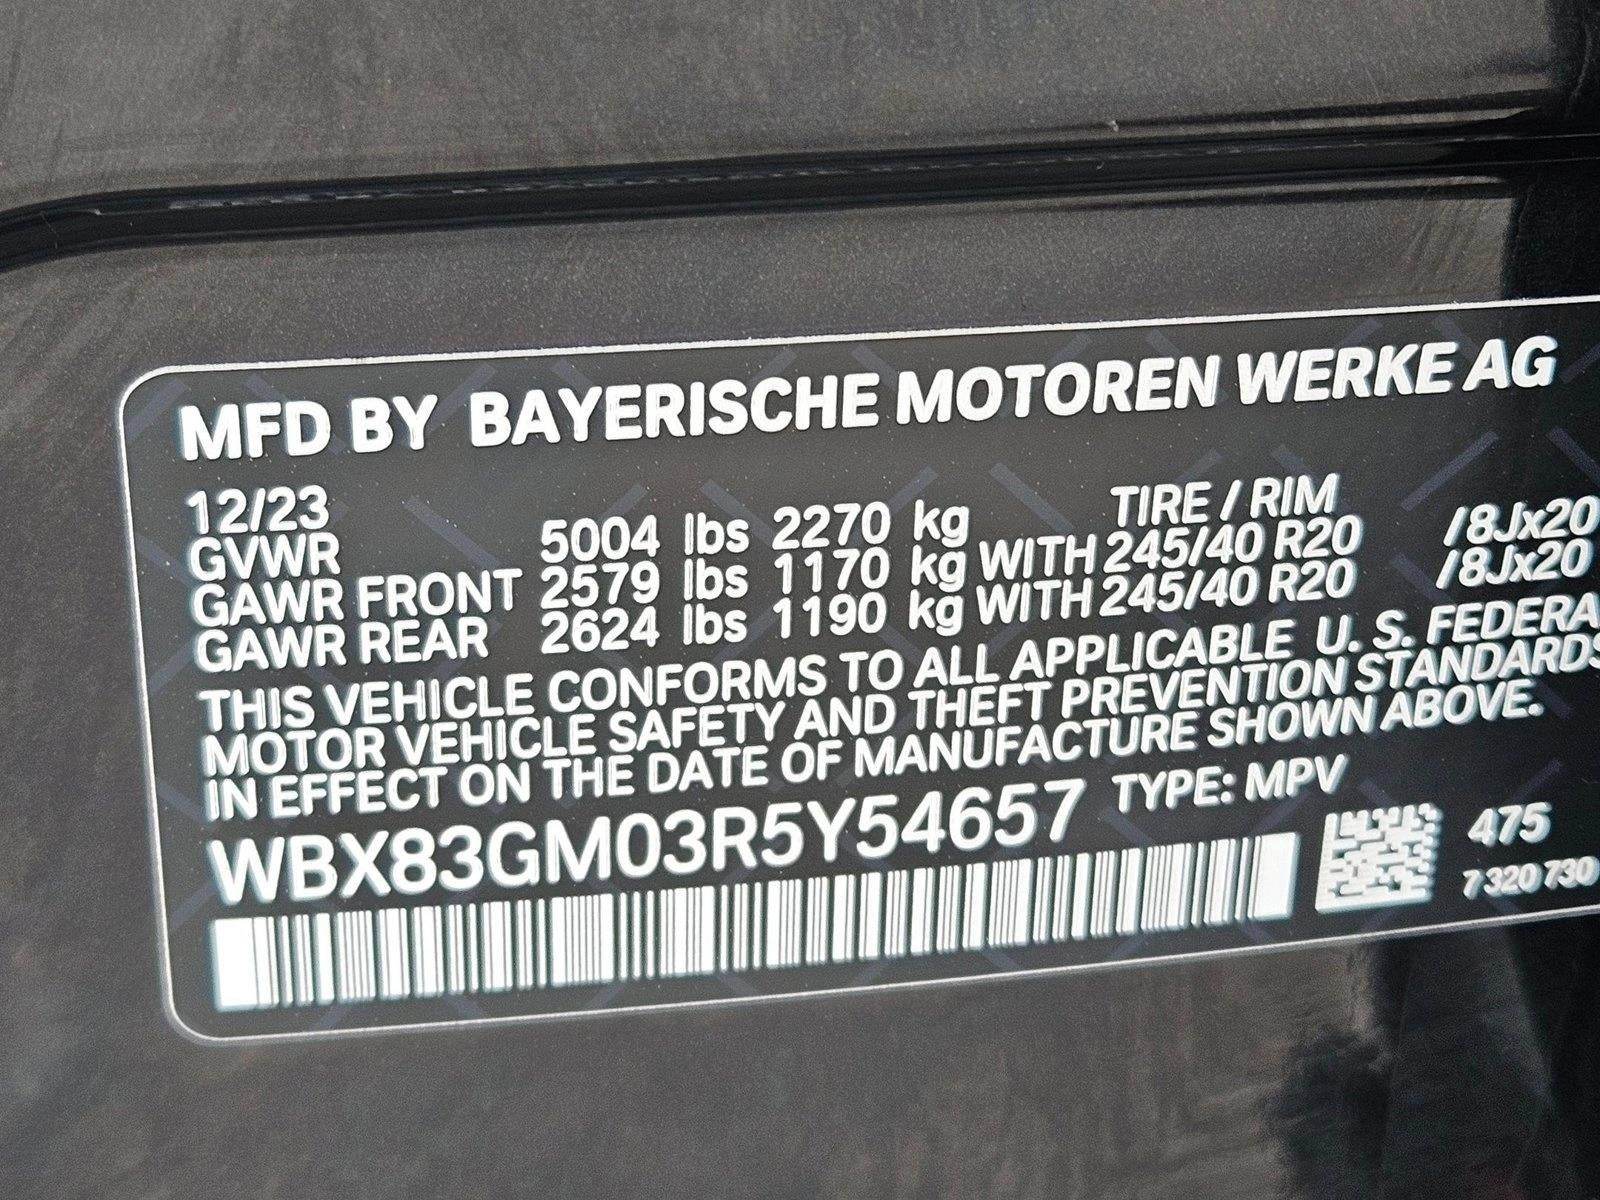 MFD BY BAYERISCHE MOTOREN WERKE AG
12/23 TIRE / RIM
GVWR 5004 lbs 2270 kg
GAWR FRONT 2579 lbs 1170 kg WITH 245/40 R20 /8Jx20
GAWR REAR 2624 lbs 1190 kg WITH 245/40 R20 /8Jx20
THIS VEHICLE CONFORMS TO ALL APPLICABLE U. S. FEDERA
MOTOR VEHICLE SAFETY AND THEFT PREVENTION STANDARDS
IN EFFECT ON THE DATE OF MANUFACTURE SHOWN ABOVE.
WBX83GM03R5Y54657 TYPE: MPV
475
7 320 730